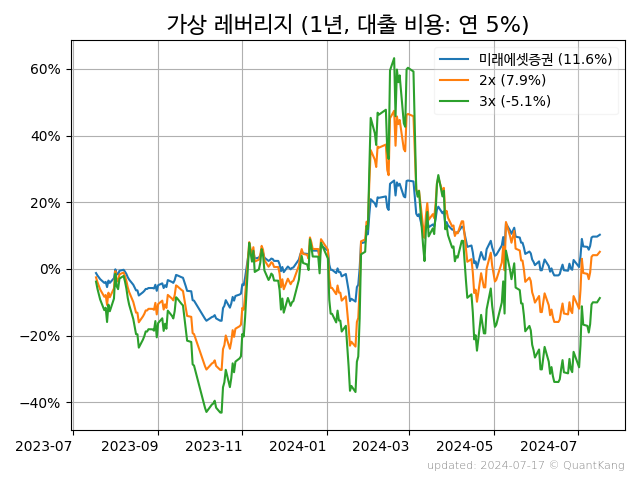 가상 레버리지 (1년, 대출 비용: 연 5%)
미래에셋증권 (11.6%)
2x (7.9%)
3x (-5.1%)
60%
40%
20%
0%
−20%
−40%
2023-07 2023-09 2023-11 2024-01 2024-03 2024-05 2024-07
updated: 2024-07-17 © QuantKang